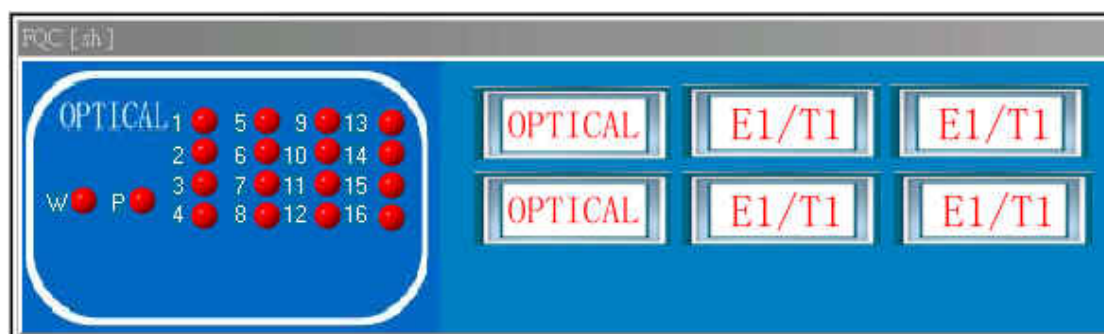 FQC [sh]
OPTICAL 1 5 9 13
2 6 10 14
W P 3 7 11 15
4 8 12 16
OPTICAL E1/T1 E1/T1
OPTICAL E1/T1 E1/T1